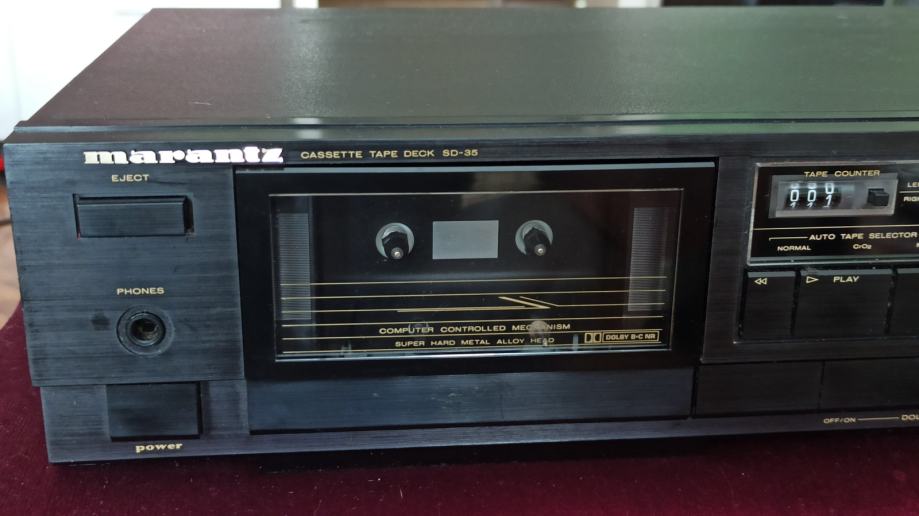 marantz CASSETTE TAPE DECK SD-35
EJECT
PHONES
power
COMPUTER CONTROLLED MECHANISM
SUPER HARD METAL ALLOY HEAD
DOLBY B-C NR
TAPE COUNTER
001
AUTO TAPE SELECTOR
NORMAL CrO₂
PLAY
OFF/ON